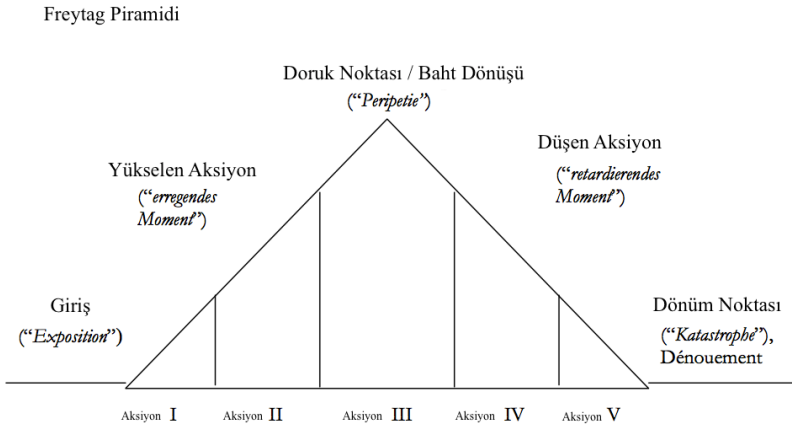 Freytag Piramidi
Doruk Noktası / Baht Dönüşü
(“Peripetie”)
Yükselen Aksiyon
(“erregendes
Moment”)
Düşen Aksiyon
(“retardierendes
Moment”)
Giriş
(“Exposition”)
Dönüm Noktası
(“Katastrophe”),
Dénouement
Aksiyon I
Aksiyon II
Aksiyon III
Aksiyon IV
Aksiyon V